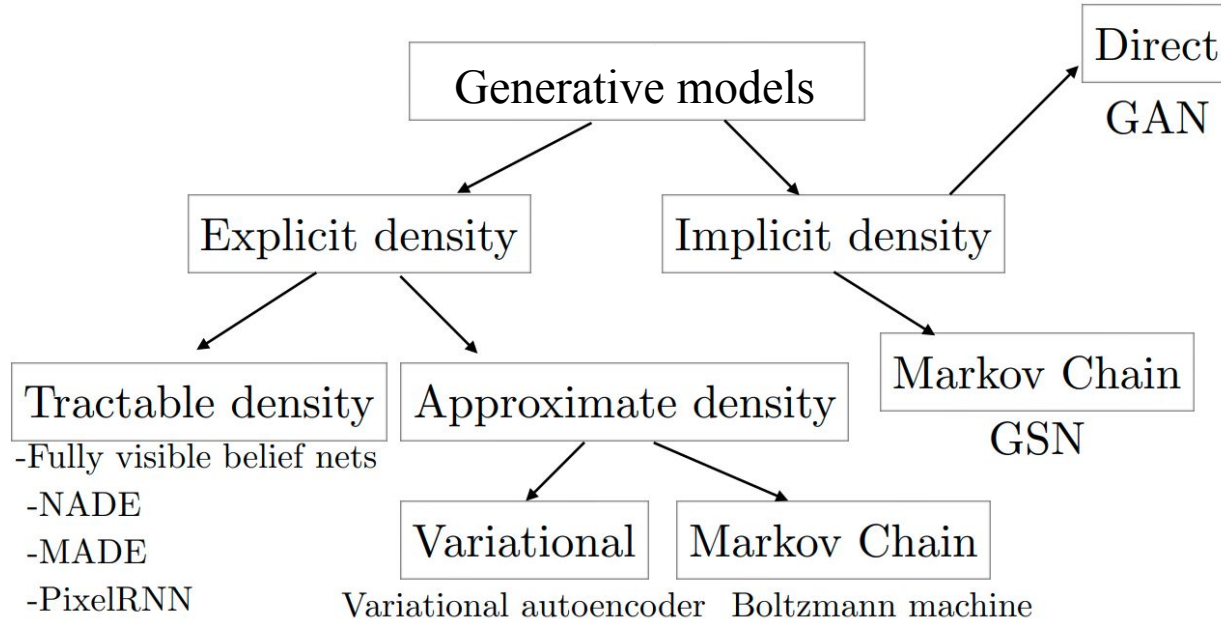 Direct
GAN
Generative models
Explicit density
Implicit density
Tractable density
-Fully visible belief nets
-NADE
-MADE
-PixelRNN
Approximate density
Variational
Variational autoencoder
Markov Chain
Boltzmann machine
Markov Chain
GSN